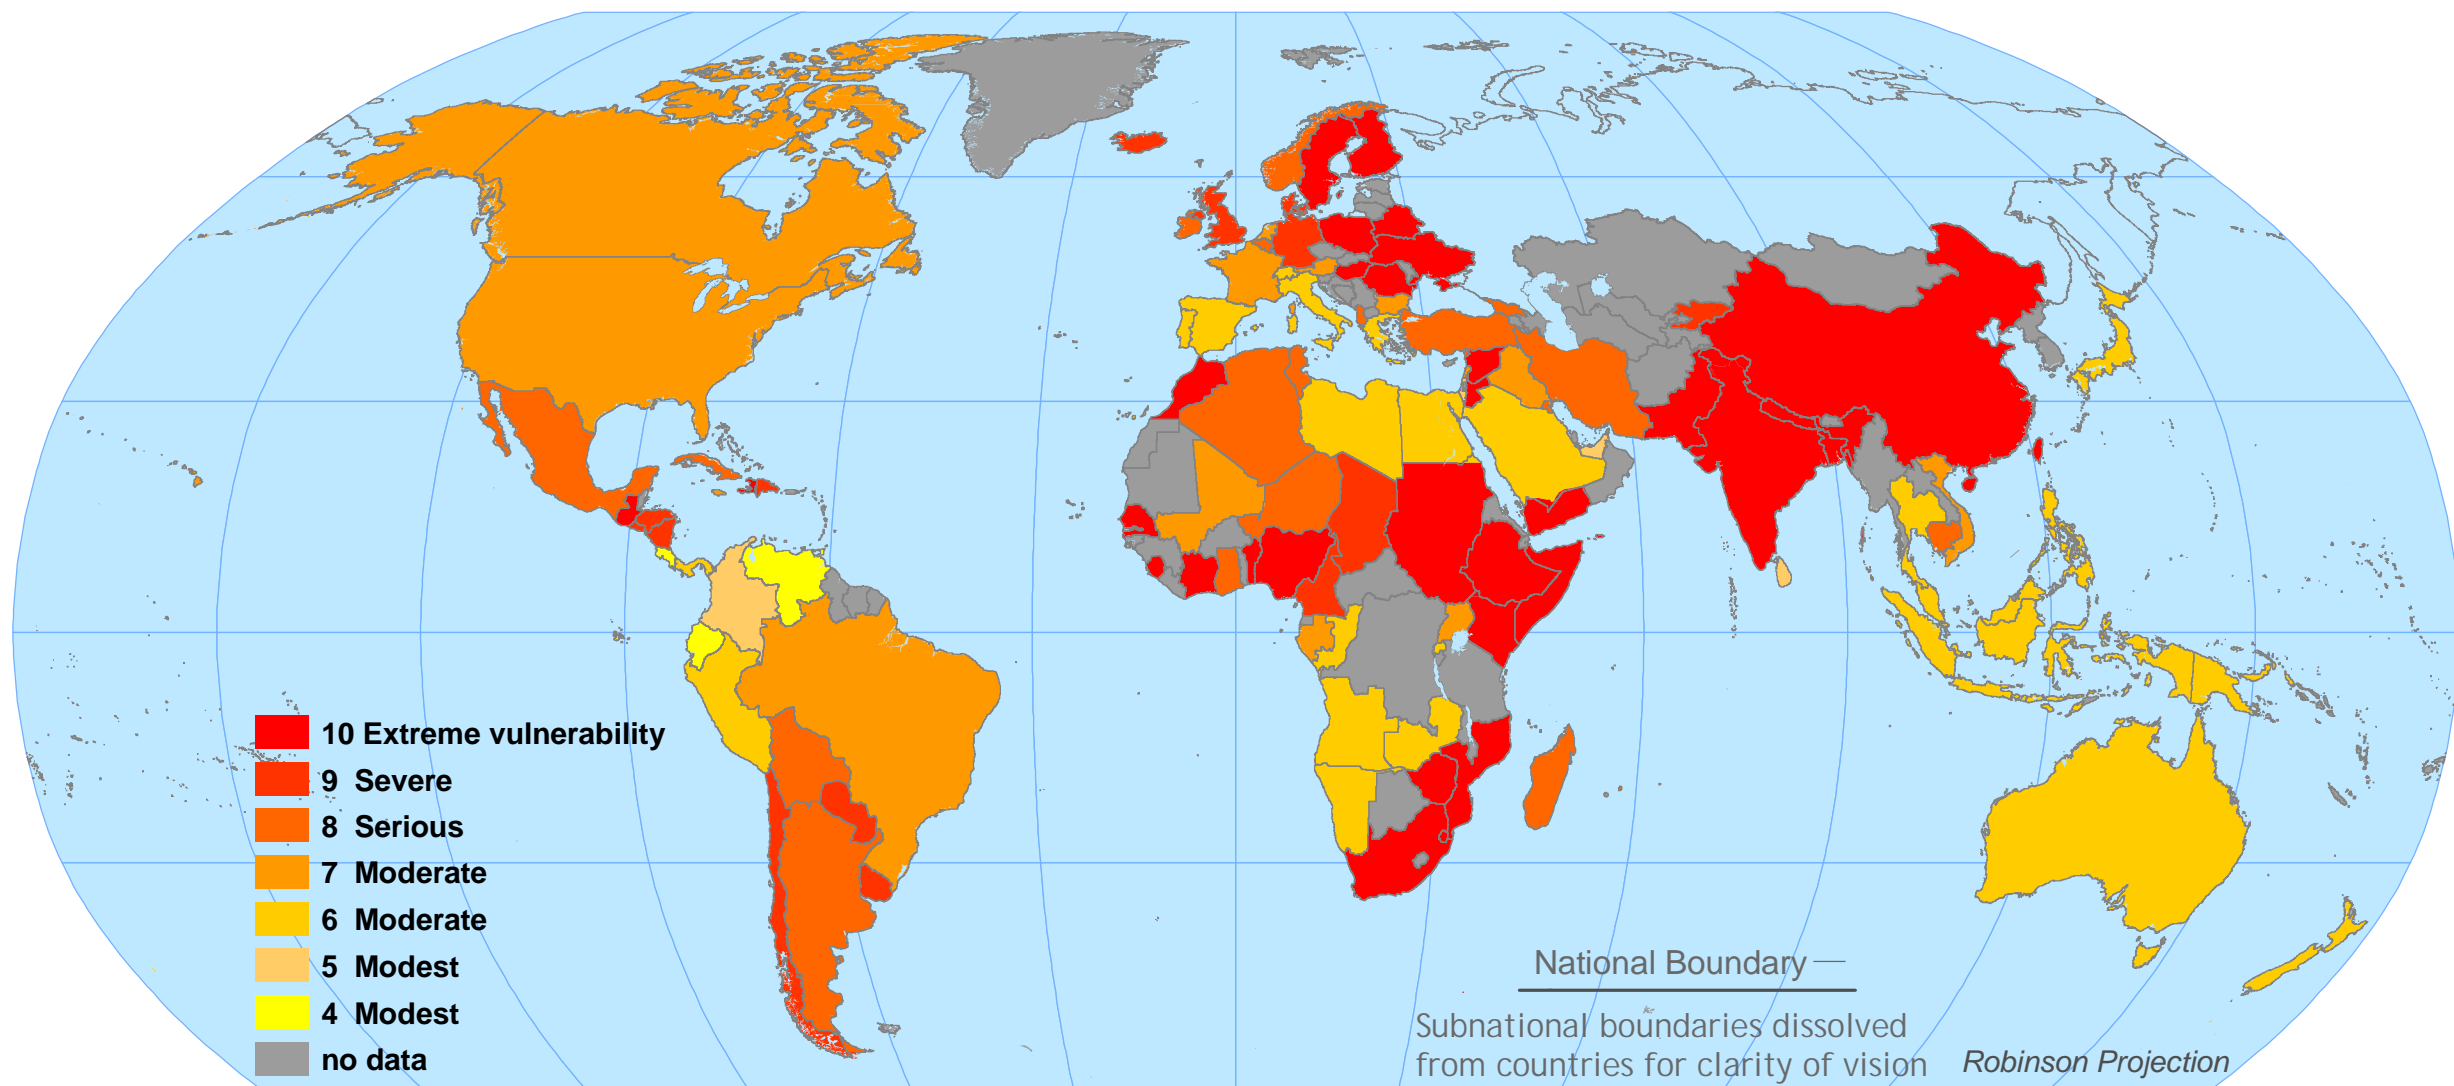 10 Extreme vulnerability
9 Severe
8 Serious
7 Moderate
6 Moderate
5 Modest
4 Modest
no data
National Boundary
Subnational boundaries dissolved
from countries for clarity of vision
Robinson Projection